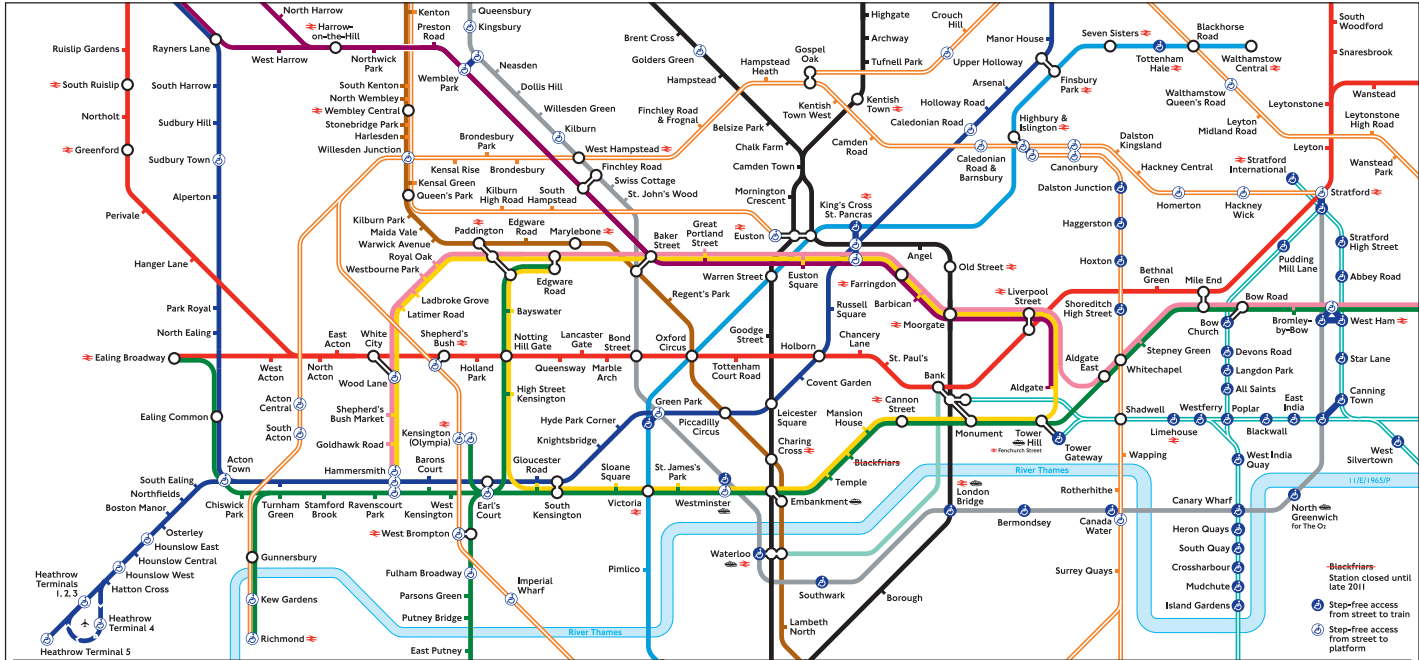 North Harrow
Harrow-
on-the-Hill
Kenton
Preston
Road
Queensbury
Kingsbury
Highgate
Archway
Tufnell Park
Crouch
Hill
Manor House
Seven Sisters
Blackhorse
Road
South
Woodford
Snaresbrook
Ruislip Gardens
Rayners Lane
West Harrow
Northwick
Park
Wembley
Park
Neasden
Dollis Hill
Willesden Green
Kilburn
Brent Cross
Golders Green
Hampstead
Hampstead
Heath
Gospel
Oak
Upper Holloway
Arsenal
Finsbury
Park
Tottenham
Hale
Walthamstow
Central
South Ruislip
Northolt
Greenford
South Harrow
Sudbury Hill
Sudbury Town
Alperton
South Kenton
North Wembley
Wembley Central
Stonebridge Park
Harlesden
Willesden Junction
Kensal Green
Queen's Park
Brondesbury
Park
Kensal Rise
Brondesbury
West Hampstead
Finchley Road
Swiss Cottage
St. John's Wood
Finchley Road
& Frognal
Belsize Park
Chalk Farm
Camden Town
Mornington
Crescent
Kentish
Town West
Kentish
Town
Camden
Road
Holloway Road
Caledonian Road
Highbury &
Islington
Caledonian
Road &
Barnsbury
Canonbury
Dalston
Kingsland
Hackney Central
Walthamstow
Queen's Road
Leyton
Midland Road
Leytonstone
Leyton
Wanstead
Leytonstone
High Road
Wanstead
Park
Stratford
International
Stratford
Dalston Junction
Homerton
Hackney
Wick
Haggerston
Hoxton
Shoreditch
High Street
Stratford
High Street
Pudding
Mill Lane
Abbey Road
Perivale
Hanger Lane
Park Royal
North Ealing
Kilburn
High Road
South
Hampstead
Kilburn Park
Maida Vale
Warwick Avenue
Royal Oak
Westbourne Park
Paddington
Edgware
Road
Marylebone
Edgware
Road
Baker
Street
Great
Portland
Street
Euston
King's Cross
St. Pancras
Warren Street
Euston
Square
Angel
Old Street
Farringdon
Barbican
Moorgate
Liverpool
Street
Bethnal
Green
Mile End
Bow Road
Bow
Church
Bromley-
by-Bow
West Ham
Ladbroke Grove
Latimer Road
Bayswater
Regent's Park
Goodge
Street
Russell
Square
Chancery
Lane
Ealing Broadway
West
Acton
North
Acton
East
Acton
White
City
Wood Lane
Shepherd's
Bush
Holland
Park
Notting
Hill Gate
Lancaster
Gate
Queensway
Marble
Arch
Bond
Street
Oxford
Circus
Tottenham
Court Road
Holborn
St. Paul's
Bank
Aldgate
East
Aldgate
Whitechapel
Stepney Green
Devons Road
Langdon Park
All Saints
Star Lane
Acton
Central
South
Acton
Shepherd's
Bush Market
Goldhawk Road
Hammersmith
Kensington
(Olympia)
High Street
Kensington
Hyde Park Corner
Knightsbridge
Green Park
Piccadilly
Circus
Leicester
Square
Covent Garden
Charing
Cross
Mansion
House
Cannon
Street
Monument
Tower
Hill
Fenchurch Street
Tower
Gateway
Shadwell
Limehouse
Westferry
Poplar
Blackwall
East
India
Canning
Town
West
Silvertown
Ealing Common
Acton
Town
South Ealing
Northfields
Boston Manor
Osterley
Hounslow East
Hounslow Central
Hounslow West
Hatton Cross
Heathrow
Terminals
1, 2, 3
Heathrow
Terminal 4
Heathrow Terminal 5
Chiswick
Park
Turnham
Green
Stamford
Brook
Ravenscourt
Park
Barons
Court
West
Kensington
Earl's
Court
Gloucester
Road
South
Kensington
Sloane
Square
Victoria
St. James's
Park
Westminster
Embankment
Temple
Blackfriars
River Thames
London
Bridge
Bermondsey
Wapping
Rotherhithe
Canada
Water
Surrey Quays
West India
Quay
Canary Wharf
Heron Quays
South Quay
Crossharbour
Mudchute
Island Gardens
North
Greenwich
for The O2
11/E/1965/P
Gunnersbury
Kew Gardens
Richmond
West Brompton
Fulham Broadway
Parsons Green
Putney Bridge
East Putney
Imperial
Wharf
Pimlico
Waterloo
Southwark
Lambeth
North
Borough
River Thames
Blackfriars
Station closed until
late 2011
Step-free access
from street to train
Step-free access
from street to
platform